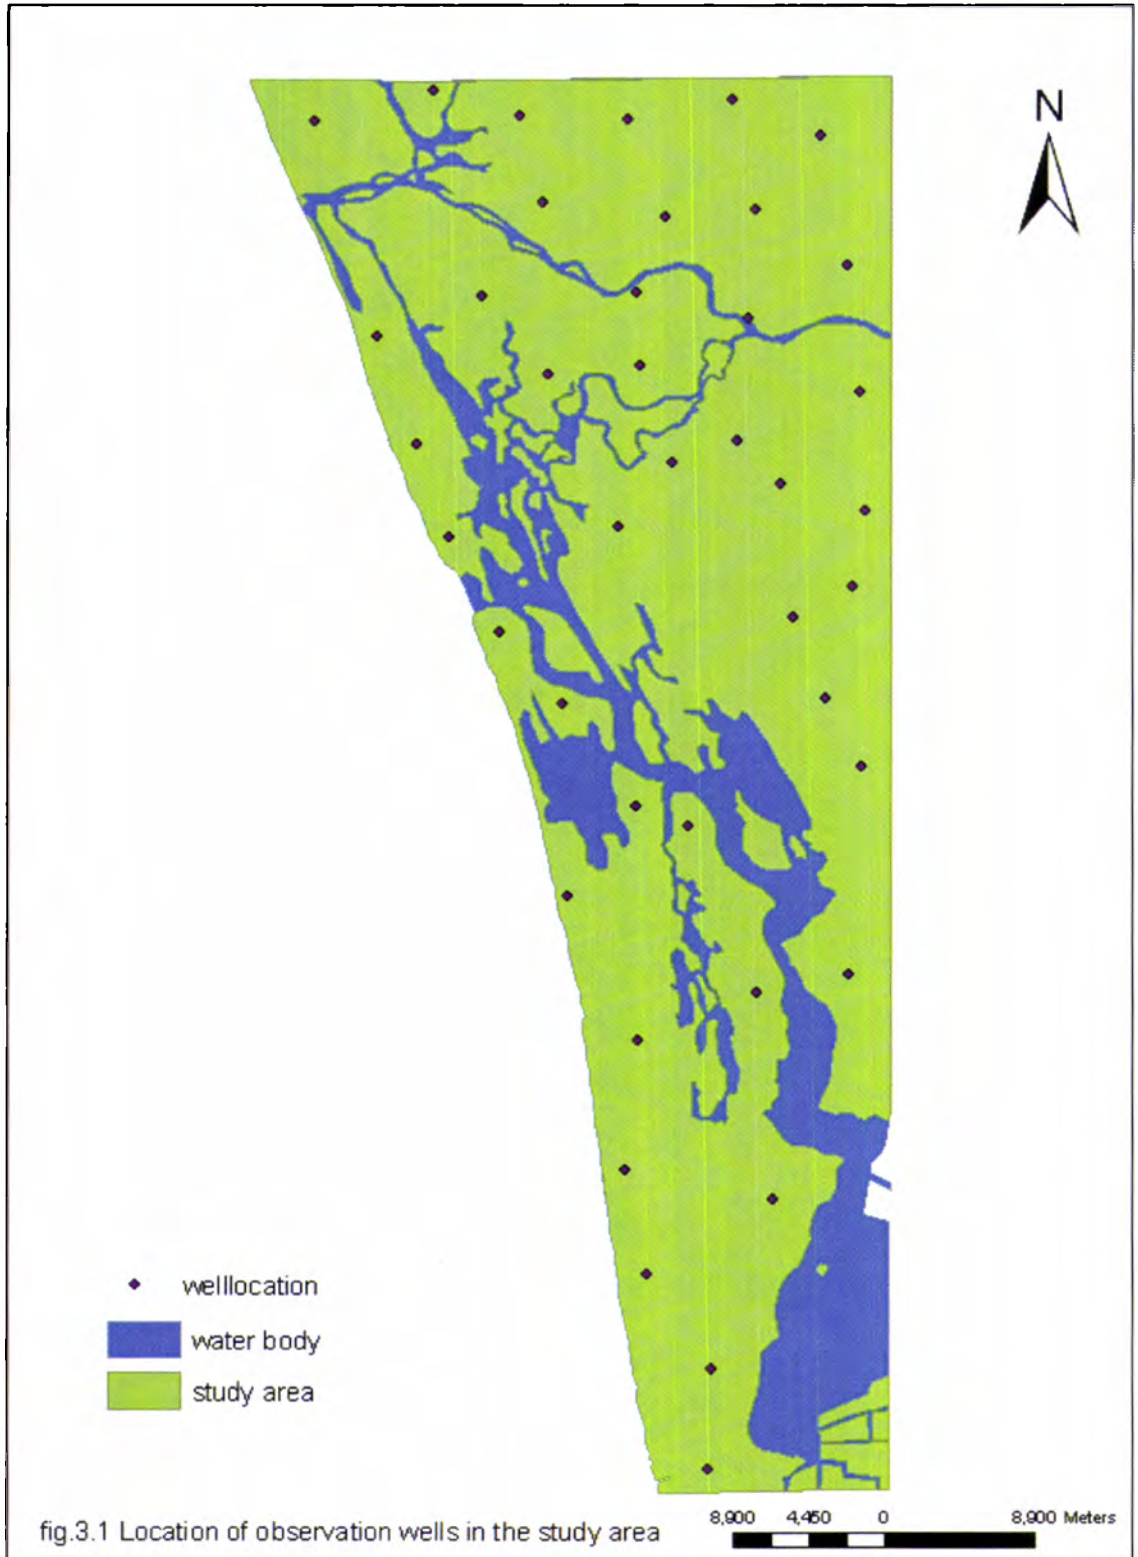 N
welllocation
water body
study area
fig.3.1 Location of observation wells in the study area
8,900 4,450 0 8,900 Meters